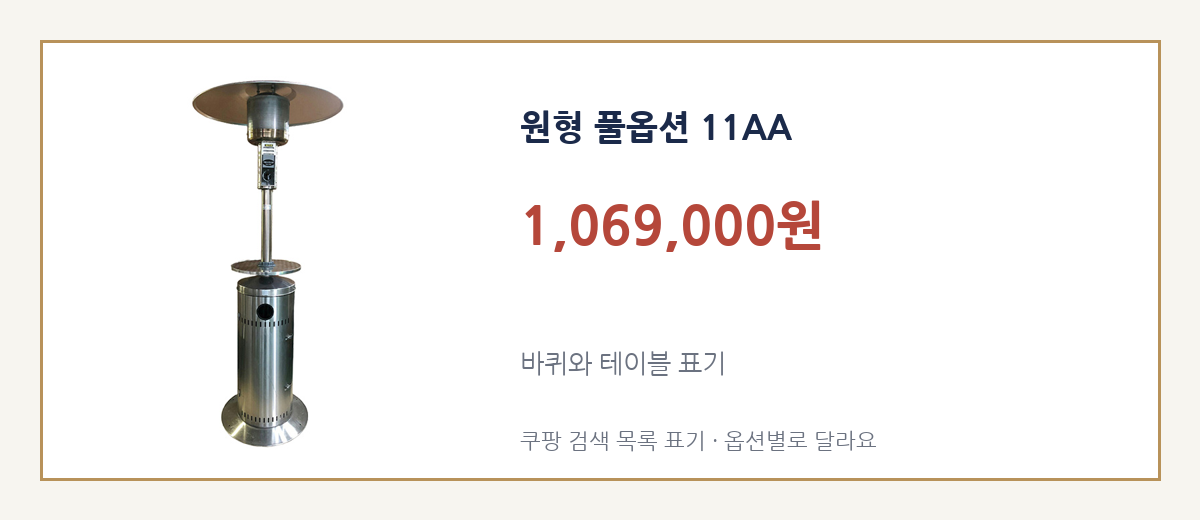 원형 풀옵션 11AA
1,069,000원
바퀴와 테이블 표기
쿠팡 검색 목록 표기 · 옵션별로 달라요